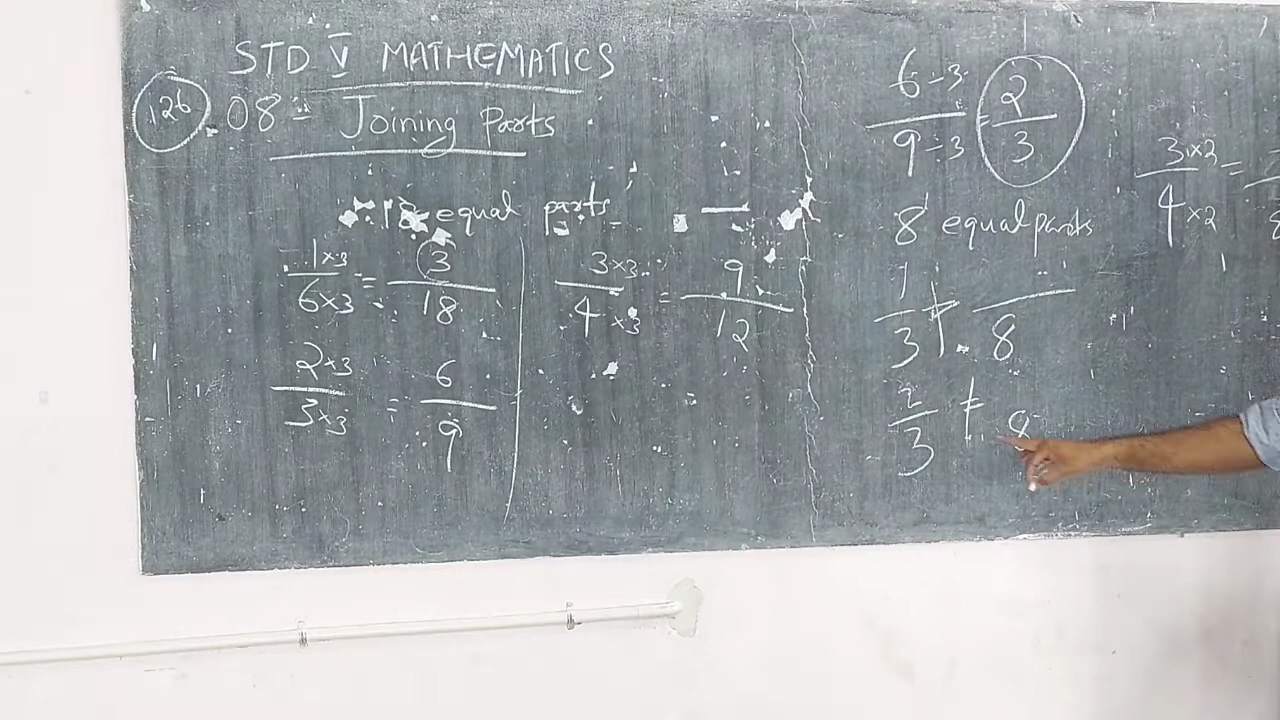 STD V MATHEMATICS
126
08 - Joining Parts
18 equal parts
1×3/6×3 = 3/18
2×3/3×3 = 6/9
3×3/4×3 = 9/12
6÷3/9÷3 = 2/3
8 equal parts
1/3 ≠ /8
2/3 ≠ 8
3×2/4×2 = /8